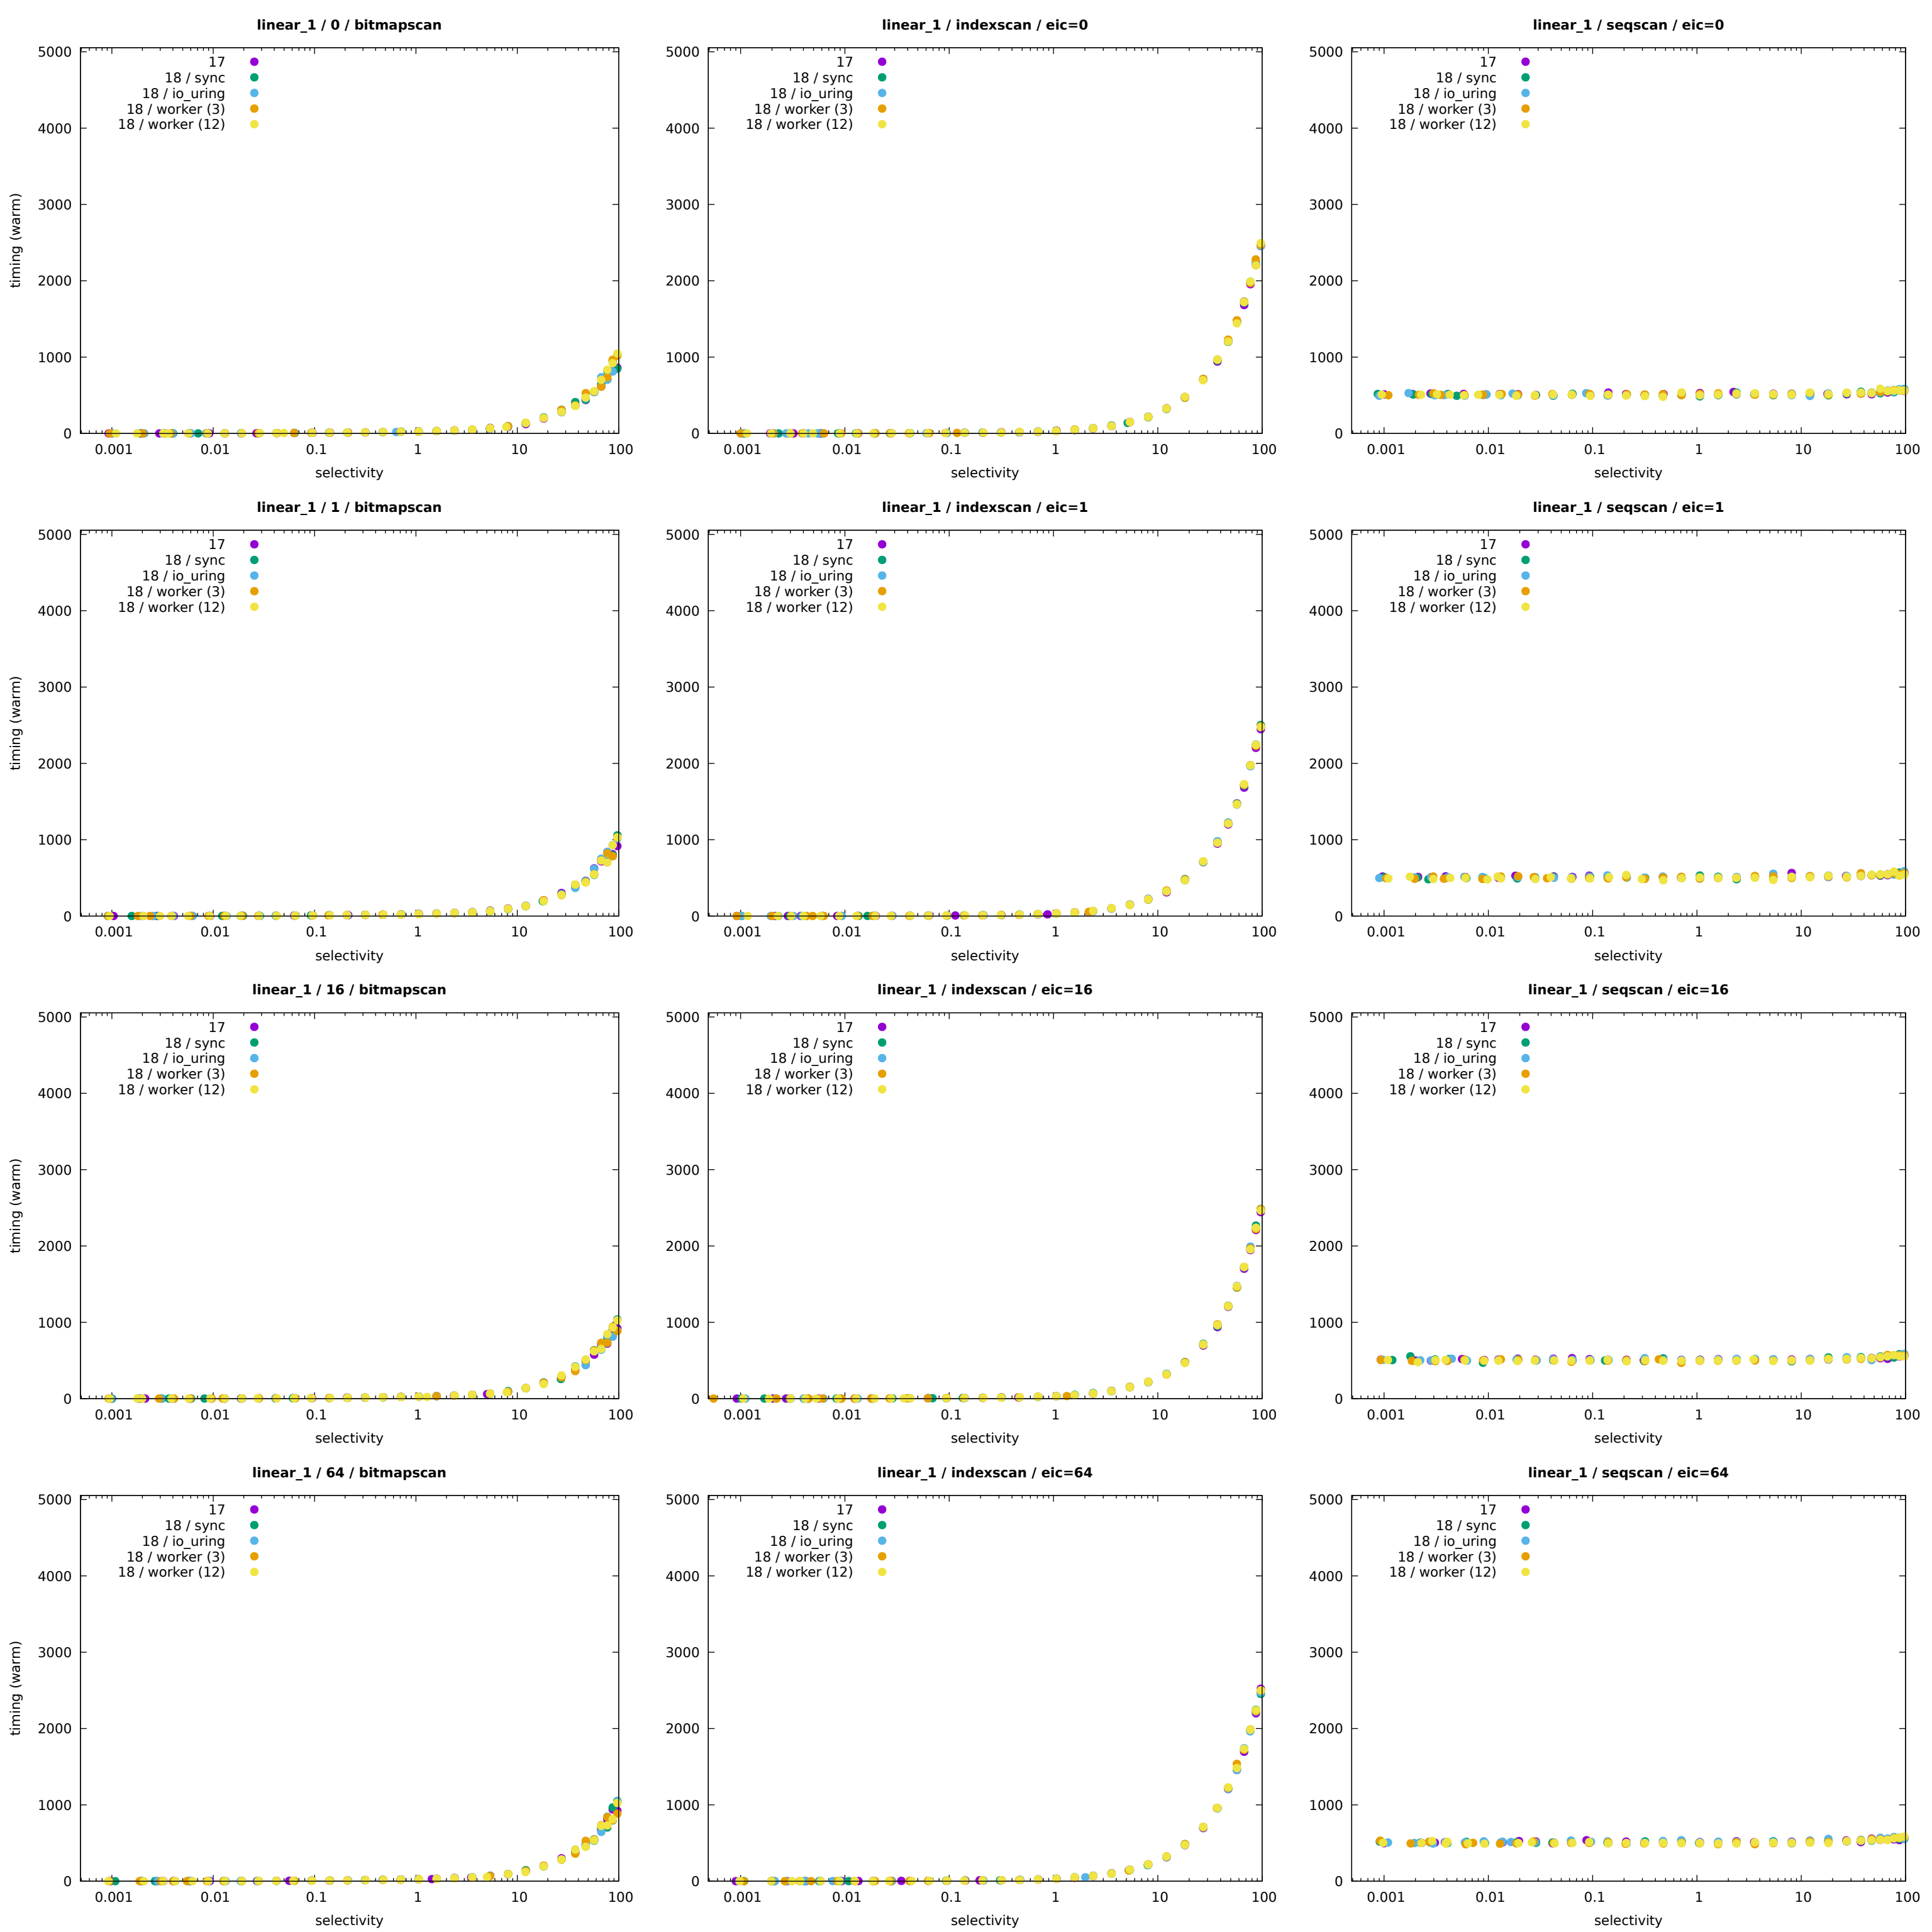 linear_1 / 0 / bitmapscan
5000
4000
3000
2000
1000
0
0.001 0.01 0.1 1 10 100
timing (warm)
selectivity
17
18 / sync
18 / io_uring
18 / worker (3)
18 / worker (12)
linear_1 / indexscan / eic=0
5000
4000
3000
2000
1000
0
0.001 0.01 0.1 1 10 100
selectivity
17
18 / sync
18 / io_uring
18 / worker (3)
18 / worker (12)
linear_1 / seqscan / eic=0
5000
4000
3000
2000
1000
0
0.001 0.01 0.1 1 10 100
selectivity
17
18 / sync
18 / io_uring
18 / worker (3)
18 / worker (12)
linear_1 / 1 / bitmapscan
5000
4000
3000
2000
1000
0
0.001 0.01 0.1 1 10 100
timing (warm)
selectivity
17
18 / sync
18 / io_uring
18 / worker (3)
18 / worker (12)
linear_1 / indexscan / eic=1
5000
4000
3000
2000
1000
0
0.001 0.01 0.1 1 10 100
selectivity
17
18 / sync
18 / io_uring
18 / worker (3)
18 / worker (12)
linear_1 / seqscan / eic=1
5000
4000
3000
2000
1000
0
0.001 0.01 0.1 1 10 100
selectivity
17
18 / sync
18 / io_uring
18 / worker (3)
18 / worker (12)
linear_1 / 16 / bitmapscan
5000
4000
3000
2000
1000
0
0.001 0.01 0.1 1 10 100
timing (warm)
selectivity
17
18 / sync
18 / io_uring
18 / worker (3)
18 / worker (12)
linear_1 / indexscan / eic=16
5000
4000
3000
2000
1000
0
0.001 0.01 0.1 1 10 100
selectivity
17
18 / sync
18 / io_uring
18 / worker (3)
18 / worker (12)
linear_1 / seqscan / eic=16
5000
4000
3000
2000
1000
0
0.001 0.01 0.1 1 10 100
selectivity
17
18 / sync
18 / io_uring
18 / worker (3)
18 / worker (12)
linear_1 / 64 / bitmapscan
5000
4000
3000
2000
1000
0
0.001 0.01 0.1 1 10 100
timing (warm)
selectivity
17
18 / sync
18 / io_uring
18 / worker (3)
18 / worker (12)
linear_1 / indexscan / eic=64
5000
4000
3000
2000
1000
0
0.001 0.01 0.1 1 10 100
selectivity
17
18 / sync
18 / io_uring
18 / worker (3)
18 / worker (12)
linear_1 / seqscan / eic=64
5000
4000
3000
2000
1000
0
0.001 0.01 0.1 1 10 100
selectivity
17
18 / sync
18 / io_uring
18 / worker (3)
18 / worker (12)